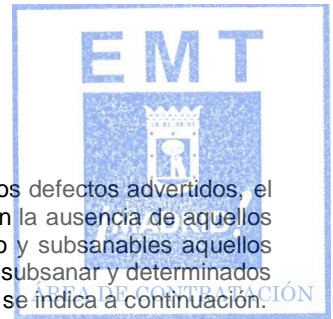 EMT
¡MADRID!
os defectos advertidos, el
n la ausencia de aquellos
o y subsanables aquellos
subsanar y determinados
ÁREA DE CONTRATACIÓN
se indica a continuación.